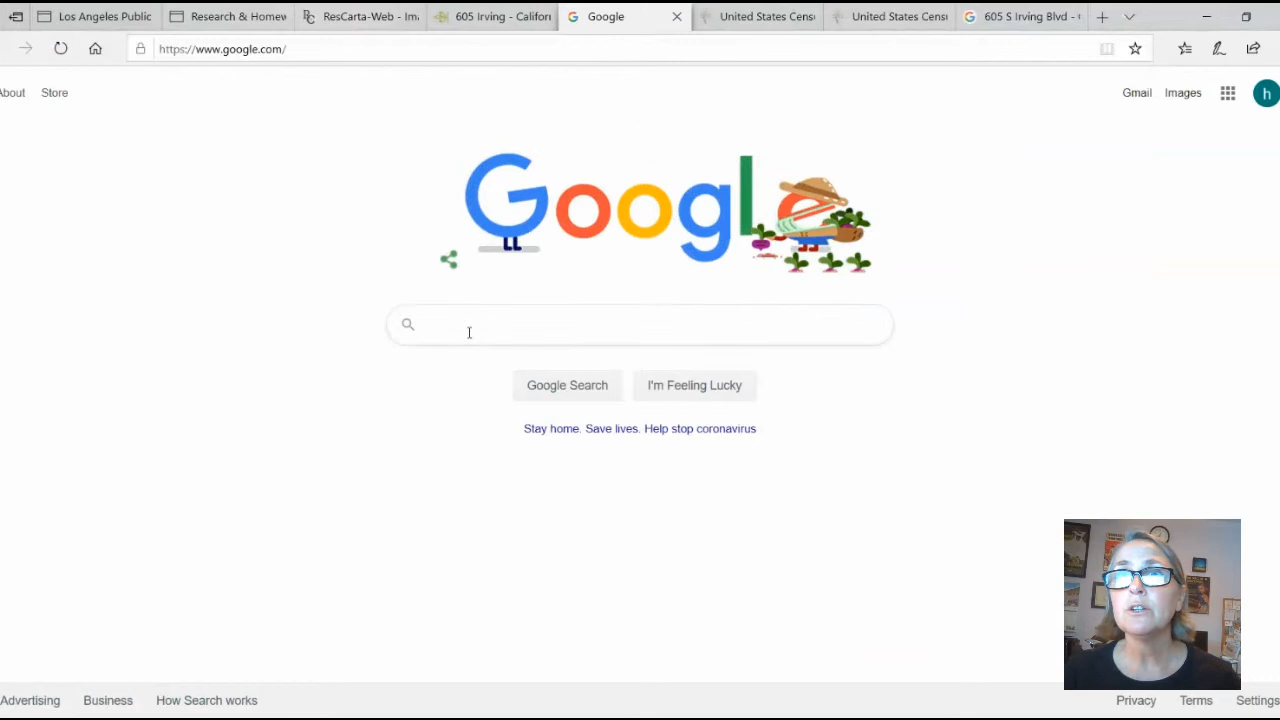 Los Angeles Public
Research & Homew
ResCarta-Web - Im
605 Irving - Californ
Google
United States Cens
United States Cens
605 S Irving Blvd -
https://www.google.com/
About Store
Gmail Images h
Google
Google Search I'm Feeling Lucky
Stay home. Save lives. Help stop coronavirus
Advertising Business How Search works
Privacy Terms Settings